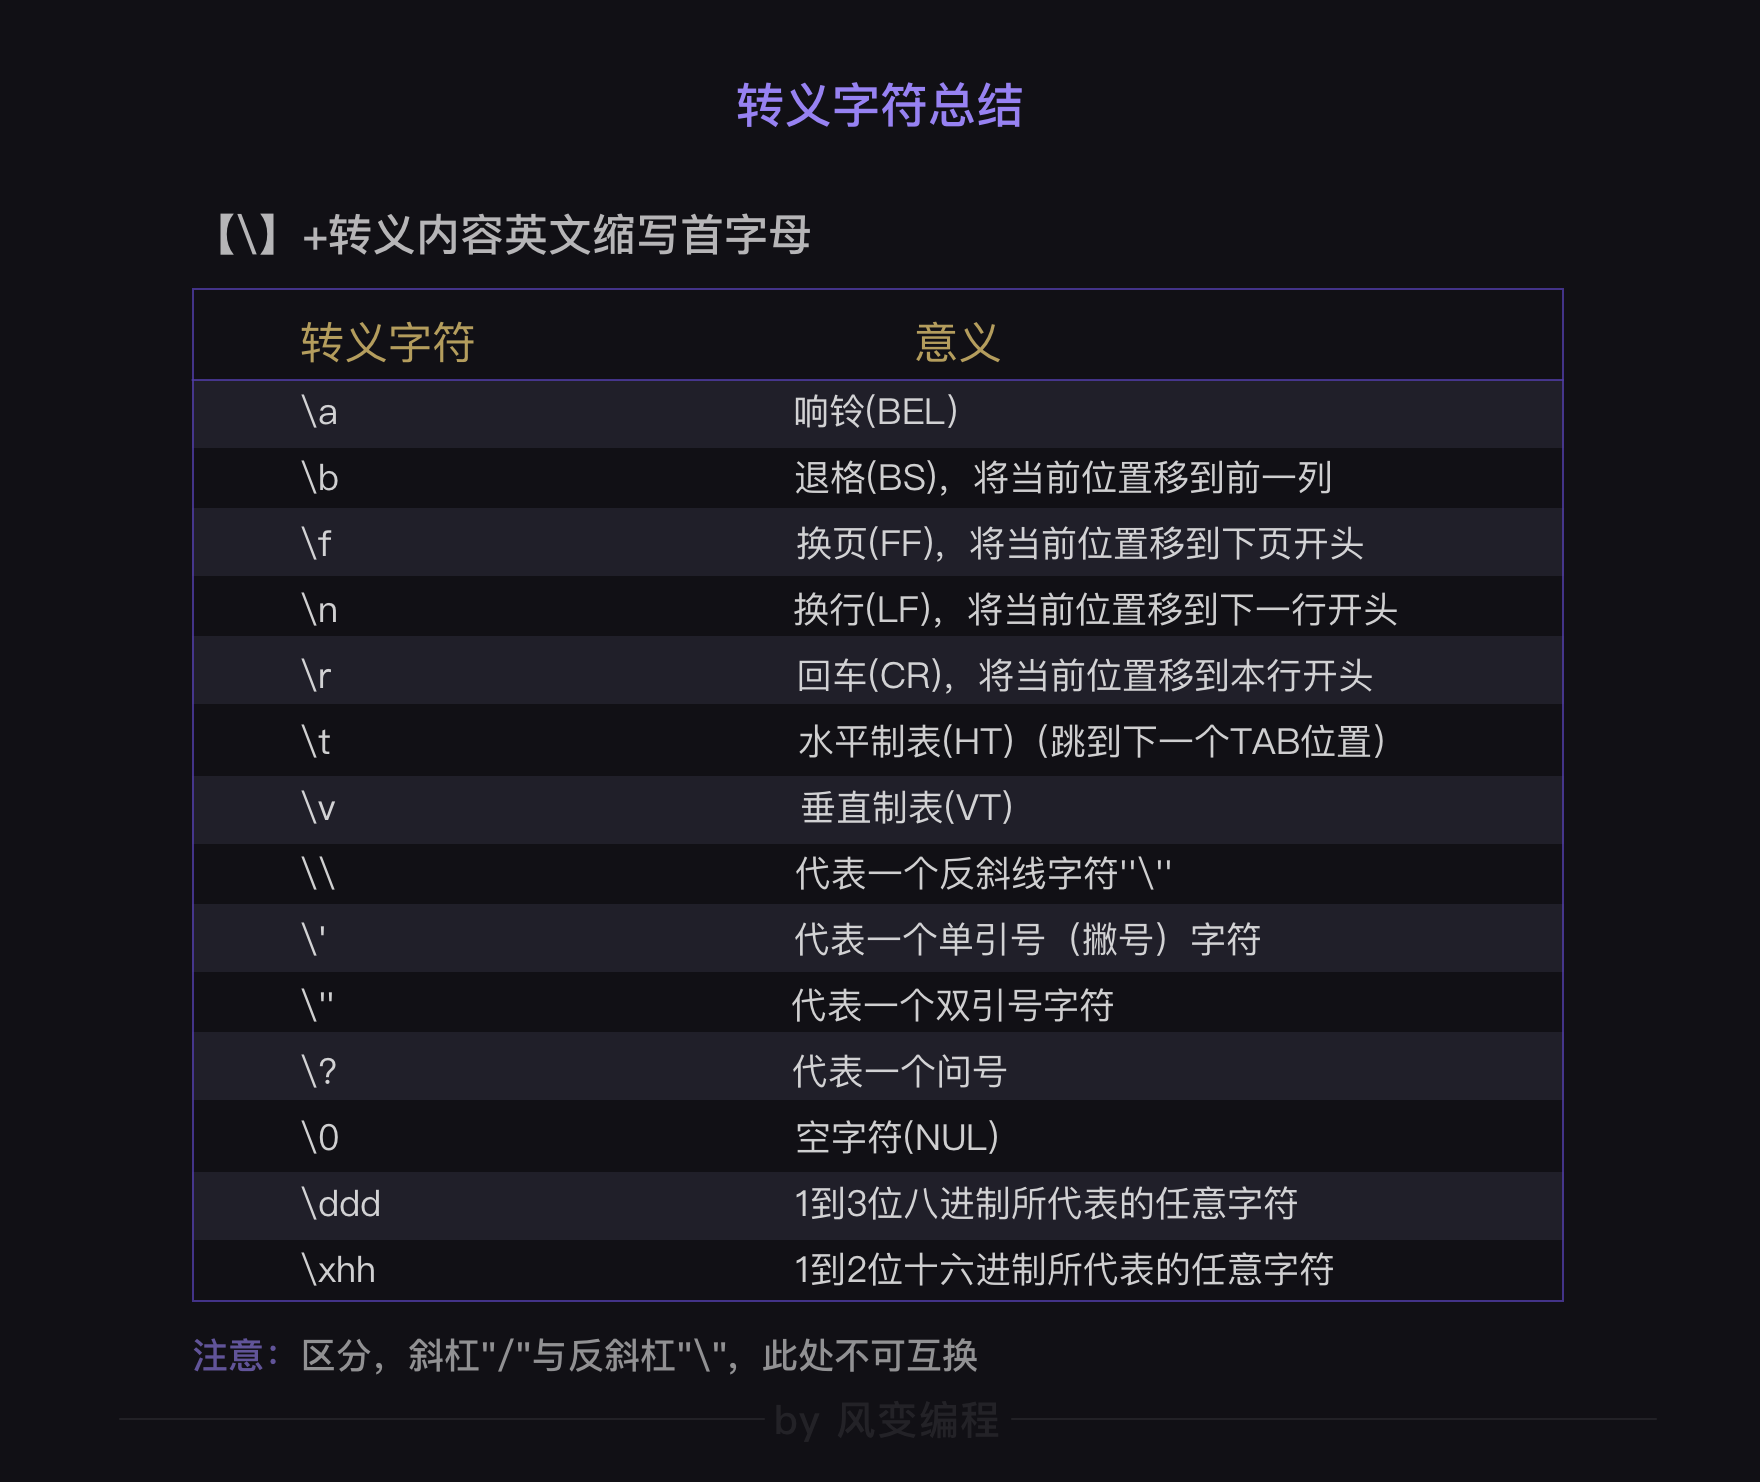 转义字符总结
【\】+转义内容英文缩写首字母
转义字符 意义
\a 响铃(BEL)
\b 退格(BS)，将当前位置移到前一列
\f 换页(FF)，将当前位置移到下页开头
\n 换行(LF)，将当前位置移到下一行开头
\r 回车(CR)，将当前位置移到本行开头
\t 水平制表(HT)（跳到下一个TAB位置）
\v 垂直制表(VT)
\\ 代表一个反斜线字符''\''
\' 代表一个单引号（撇号）字符
\'' 代表一个双引号字符
\? 代表一个问号
\0 空字符(NUL)
\ddd 1到3位八进制所代表的任意字符
\xhh 1到2位十六进制所代表的任意字符
注意：区分，斜杠"/"与反斜杠"\"，此处不可互换
by 风变编程